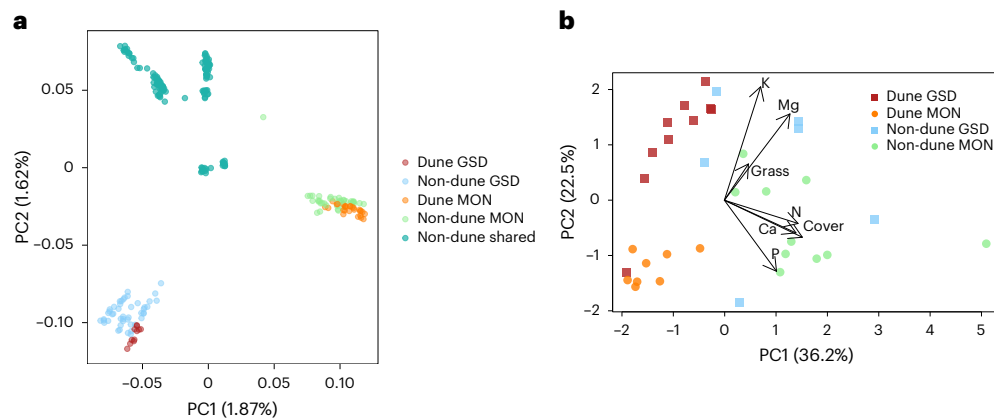 a
0.05
0
−0.05
−0.10
PC2 (1.62%)
−0.05
0
0.05
0.10
PC1 (1.87%)
Dune GSD
Non-dune GSD
Dune MON
Non-dune MON
Non-dune shared
b
2
1
0
−1
−2
PC2 (22.5%)
−2
−1
0
1
2
3
4
5
PC1 (36.2%)
K
Mg
Grass
N
Ca
Cover
P
Dune GSD
Dune MON
Non-dune GSD
Non-dune MON